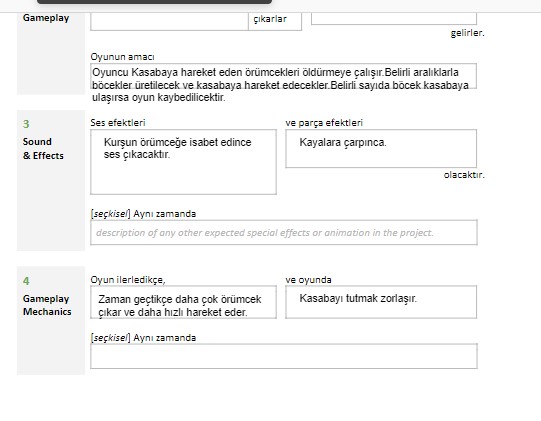 Gameplay
çıkarlar
gelirler.
Oyunun amacı
Oyuncu Kasabaya hareket eden örümcekleri öldürmeye çalışır.Belirli aralıklarla
böcekler üretilecek ve kasabaya hareket edecekler.Belirli sayıda böcek kasabaya
ulaşırsa oyun kaybedilicektir.
3
Sound
& Effects
Ses efektleri
Kurşun örümceğe isabet edince
ses çıkacaktır.
ve parça efektleri
Kayalara çarpınca.
olacaktır.
[seçkisel] Aynı zamanda
description of any other expected special effects or animation in the project.
4
Gameplay
Mechanics
Oyun ilerledikçe,
Zaman geçtikçe daha çok örümcek
çıkar ve daha hızlı hareket eder.
ve oyunda
Kasabayı tutmak zorlaşır.
[seçkisel] Aynı zamanda